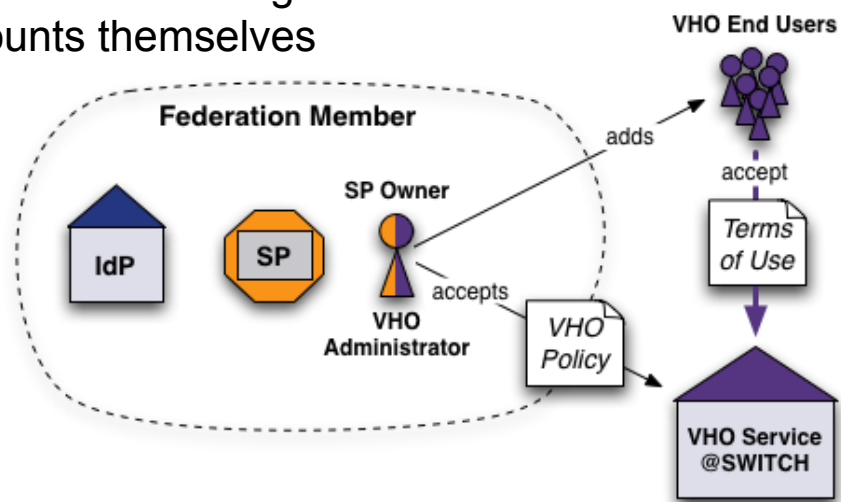 ounts themselves
VHO End Users
Federation Member
adds
SP Owner
accept
IdP
SP
Terms
of Use
accepts
VHO
Administrator
VHO
Policy
VHO Service
@SWITCH